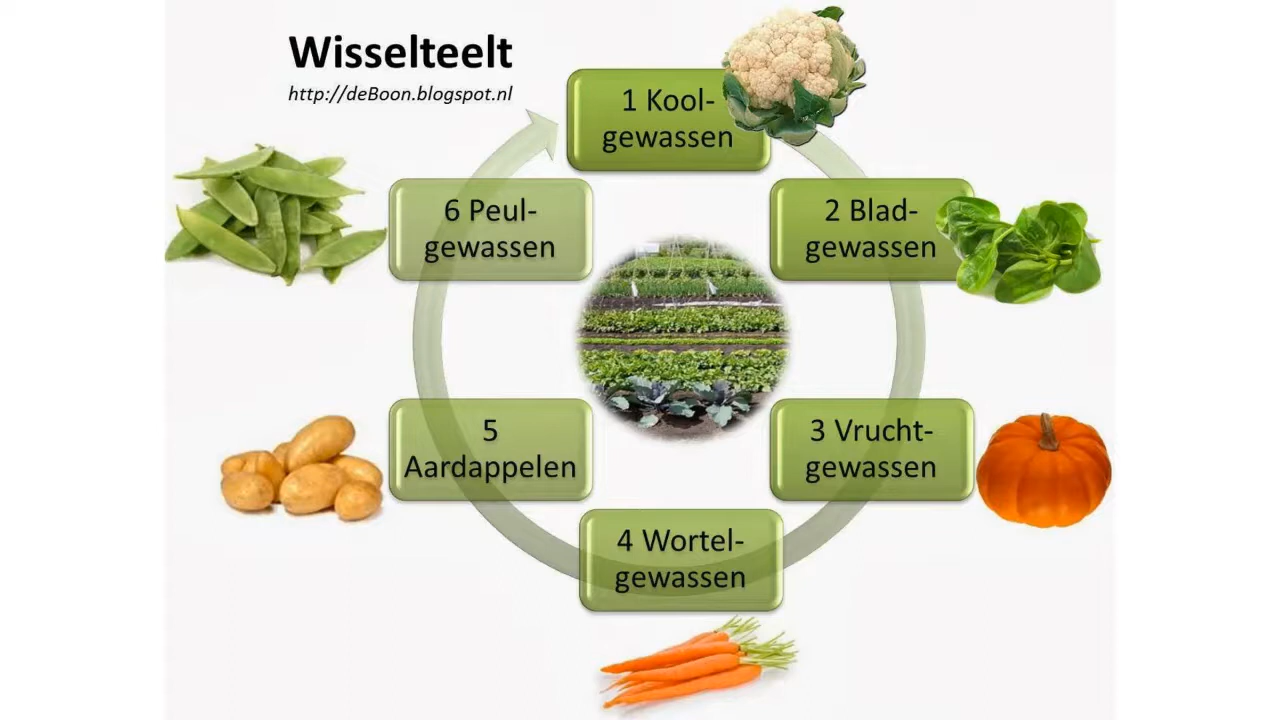 Wisselteelt
http://deBoon.blogspot.nl
1 Kool-
gewassen
2 Blad-
gewassen
3 Vrucht-
gewassen
4 Wortel-
gewassen
5
Aardappelen
6 Peul-
gewassen